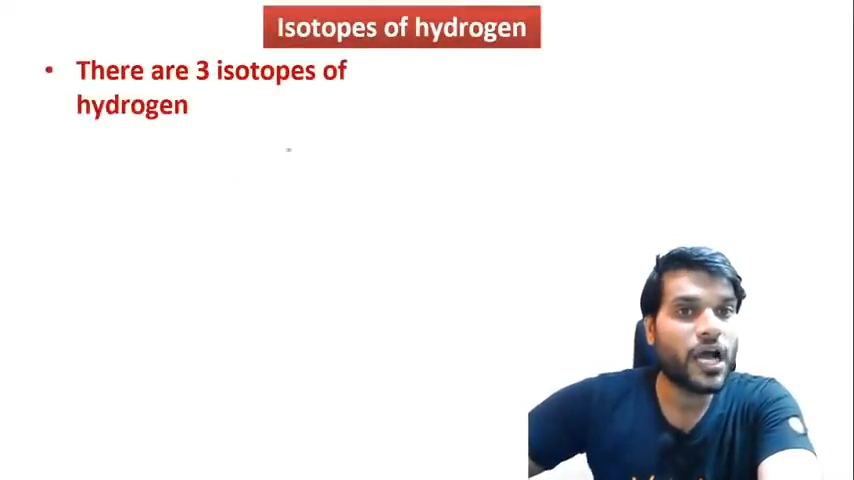 Isotopes of hydrogen
• There are 3 isotopes of
hydrogen